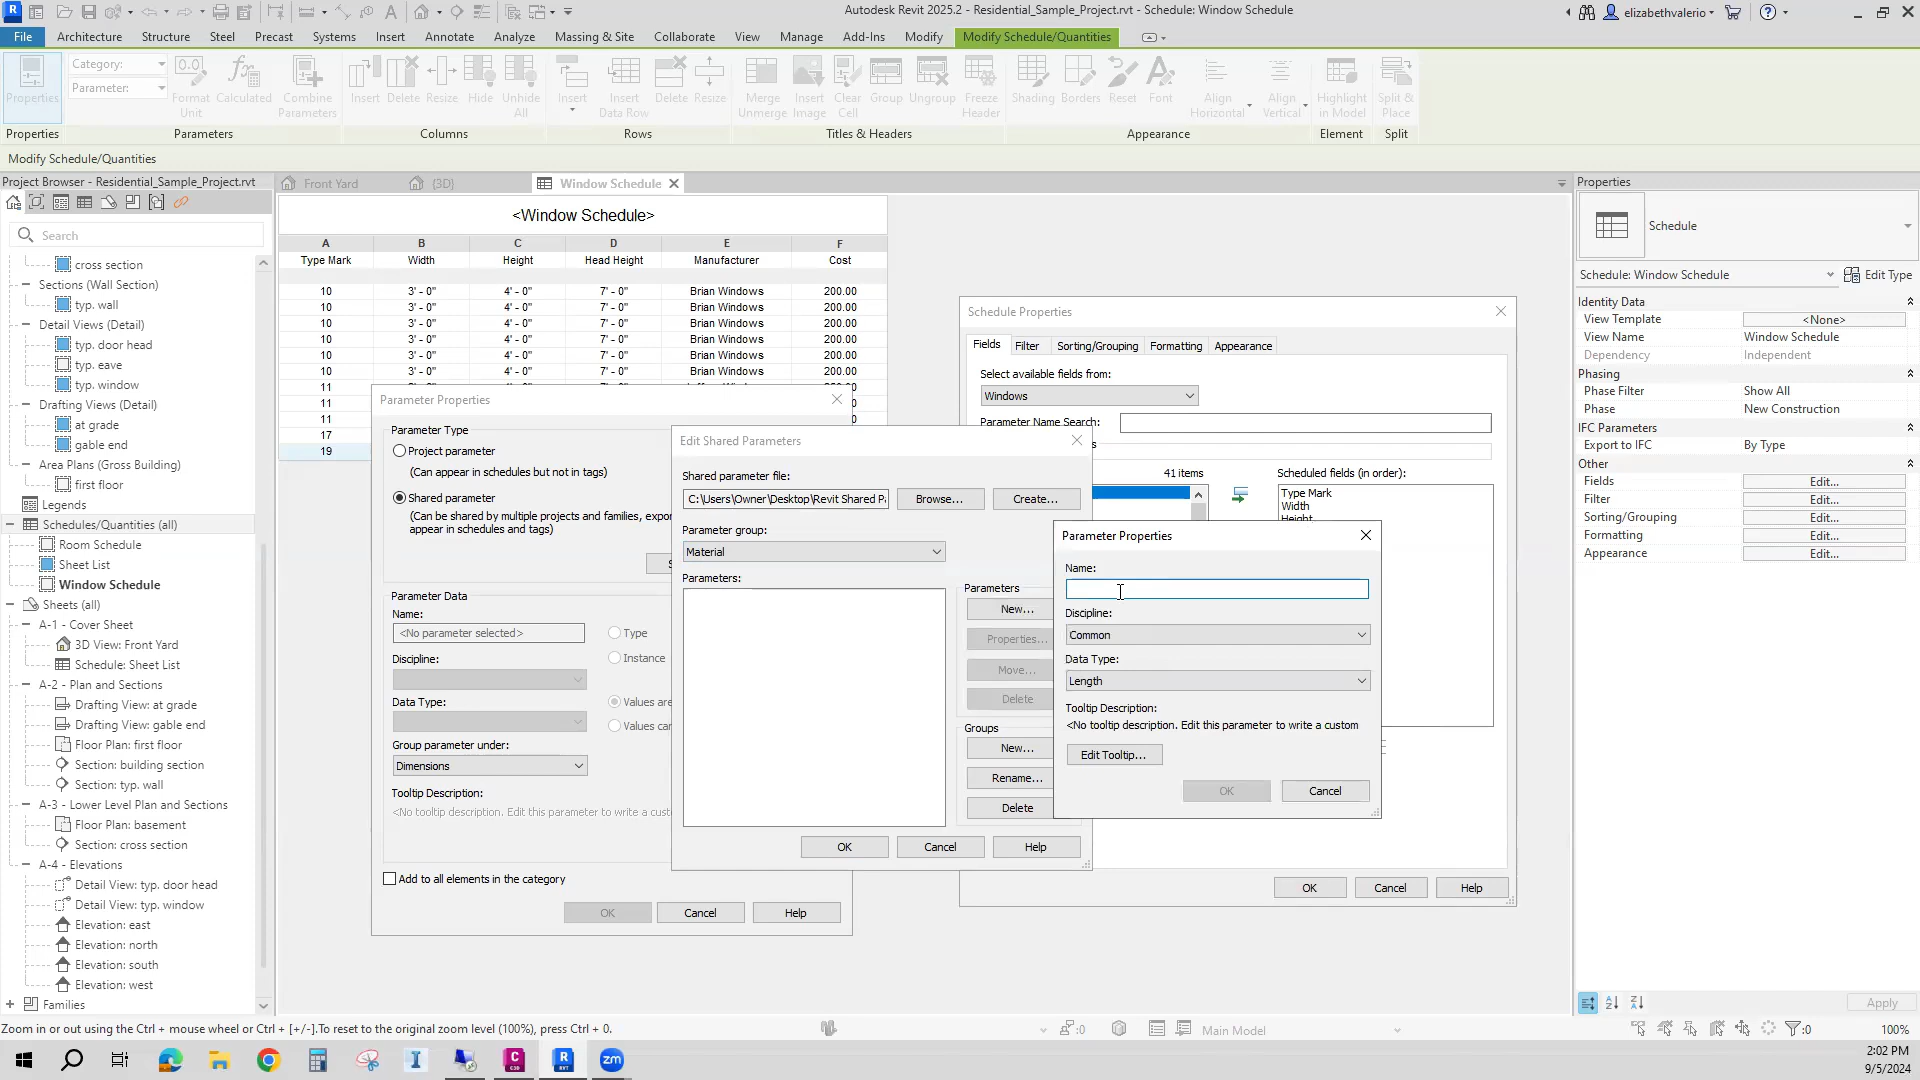 Autodesk Revit 2025.2 - Residential_Sample_Project.rvt - Schedule: Window Schedule
elizabethvalerio
File Architecture Structure Steel Precast Systems Insert Annotate Analyze Massing & Site Collaborate View Manage Add-Ins Modify Modify Schedule/Quantities
Properties
Category:
Parameter:
Format Unit
Calculated
Combine Parameters
Insert Delete Resize Hide Unhide All
Insert
Insert Data Row
Delete Resize
Merge Unmerge
Insert Image
Clear Cell
Group Ungroup
Freeze Header
Shading Borders Reset Font
Align Horizontal
Align Vertical
Highlight in Model
Split & Place
Properties Parameters Columns Rows Titles & Headers Appearance Element Split
Modify Schedule/Quantities
Project Browser - Residential_Sample_Project.rvt
Search
cross section
Sections (Wall Section)
typ. wall
Detail Views (Detail)
typ. door head
typ. eave
typ. window
Drafting Views (Detail)
at grade
gable end
Area Plans (Gross Building)
first floor
Legends
Schedules/Quantities (all)
Room Schedule
Sheet List
Window Schedule
Sheets (all)
A-1 - Cover Sheet
3D View: Front Yard
Schedule: Sheet List
A-2 - Plan and Sections
Drafting View: at grade
Drafting View: gable end
Floor Plan: first floor
Section: building section
Section: typ. wall
A-3 - Lower Level Plan and Sections
Floor Plan: basement
Section: cross section
A-4 - Elevations
Detail View: typ. door head
Detail View: typ. window
Elevation: east
Elevation: north
Elevation: south
Elevation: west
Families
Front Yard {3D} Window Schedule
<Window Schedule>
A B C D E F
Type Mark Width Height Head Height Manufacturer Cost
10 3' - 0" 4' - 0" 7' - 0" Brian Windows 200.00
10 3' - 0" 4' - 0" 7' - 0" Brian Windows 200.00
10 3' - 0" 4' - 0" 7' - 0" Brian Windows 200.00
10 3' - 0" 4' - 0" 7' - 0" Brian Windows 200.00
10 3' - 0" 4' - 0" 7' - 0" Brian Windows 200.00
10 3' - 0" 4' - 0" 7' - 0" Brian Windows 200.00
11
11
11
17
19
Parameter Properties
Parameter Type
Project parameter
(Can appear in schedules but not in tags)
Shared parameter
(Can be shared by multiple projects and families, expor
appear in schedules and tags)
S
Parameter Data
Name:
<No parameter selected>
Type
Discipline:
Instance
Data Type:
Values are
Values can
Group parameter under:
Dimensions
Tooltip Description:
<No tooltip description. Edit this parameter to write a cust
Add to all elements in the category
OK Cancel Help
Edit Shared Parameters
Shared parameter file:
C:\Users\Owner\Desktop\Revit Shared Pa
Browse... Create...
Parameter group:
Material
Parameters:
Parameters
New...
Properties...
Move...
Delete
Groups
New...
Rename...
Delete
OK Cancel Help
Schedule Properties
Fields Filter Sorting/Grouping Formatting Appearance
Select available fields from:
Windows
Parameter Name Search:
s
41 items
Scheduled fields (in order):
Type Mark
Width
Height
OK Cancel Help
Parameter Properties
Name:
Discipline:
Common
Data Type:
Length
Tooltip Description:
<No tooltip description. Edit this parameter to write a custom
Edit Tooltip...
OK Cancel
Properties
Schedule
Schedule: Window Schedule
Edit Type
Identity Data
View Template <None>
View Name Window Schedule
Dependency Independent
Phasing
Phase Filter Show All
Phase New Construction
IFC Parameters
Export to IFC By Type
Other
Fields Edit...
Filter Edit...
Sorting/Grouping Edit...
Formatting Edit...
Appearance Edit...
Apply
Zoom in or out using the Ctrl + mouse wheel or Ctrl + [+/-].To reset to the original zoom level (100%), press Ctrl + 0.
:0
Main Model
:0
100%
2:02 PM
9/5/2024